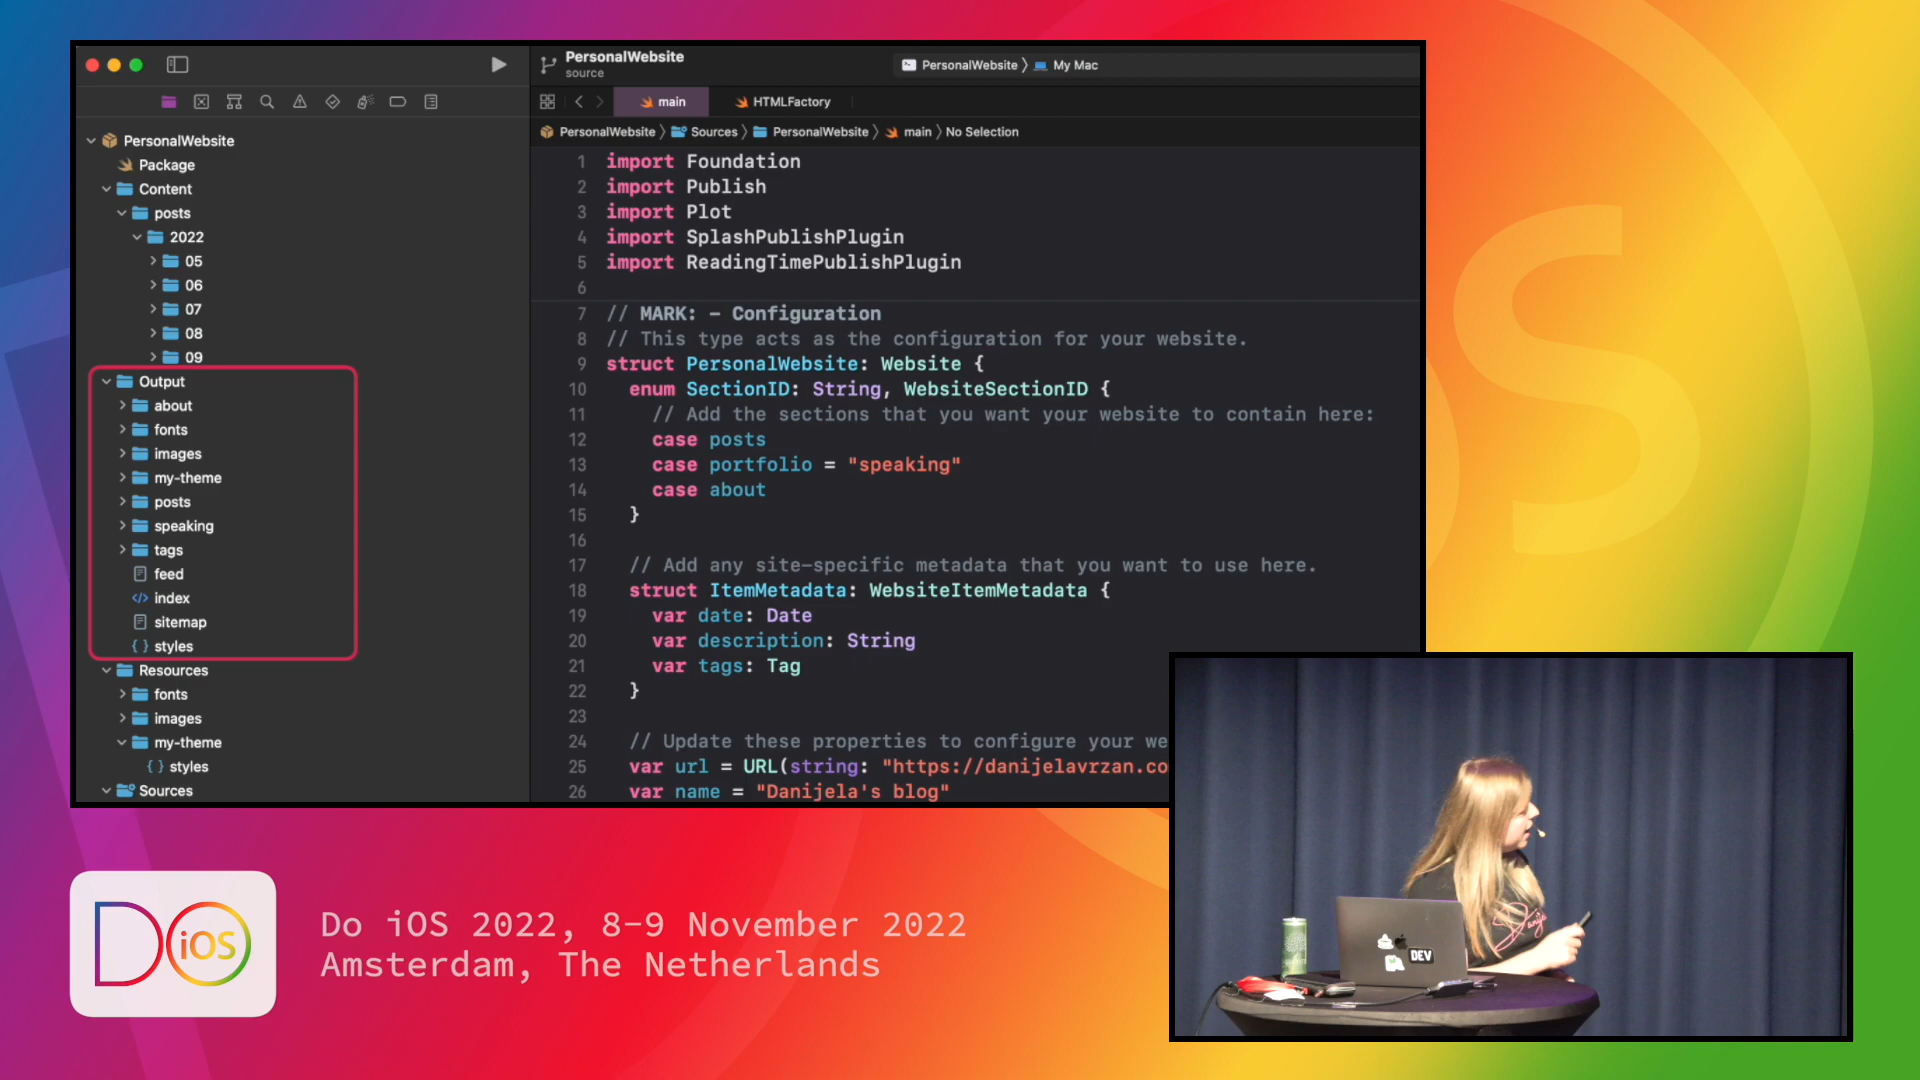 PersonalWebsite
source
PersonalWebsite 〉 My Mac
main
HTMLFactory
PersonalWebsite 〉 Sources 〉 PersonalWebsite 〉 main 〉 No Selection
PersonalWebsite
Package
Content
posts
2022
05
06
07
08
09
Output
about
fonts
images
my-theme
posts
speaking
tags
feed
index
sitemap
styles
Resources
fonts
images
my-theme
styles
Sources
1 import Foundation
2 import Publish
3 import Plot
4 import SplashPublishPlugin
5 import ReadingTimePublishPlugin
6
7 // MARK: - Configuration
8 // This type acts as the configuration for your website.
9 struct PersonalWebsite: Website {
10 enum SectionID: String, WebsiteSectionID {
11 // Add the sections that you want your website to contain here:
12 case posts
13 case portfolio = "speaking"
14 case about
15 }
16
17 // Add any site-specific metadata that you want to use here.
18 struct ItemMetadata: WebsiteItemMetadata {
19 var date: Date
20 var description: String
21 var tags: Tag
22 }
23
24 // Update these properties to configure your we
25 var url = URL(string: "https://danijelavrzan.co
26 var name = "Danijela's blog"
DEV
DO iOS
Do iOS 2022, 8-9 November 2022
Amsterdam, The Netherlands